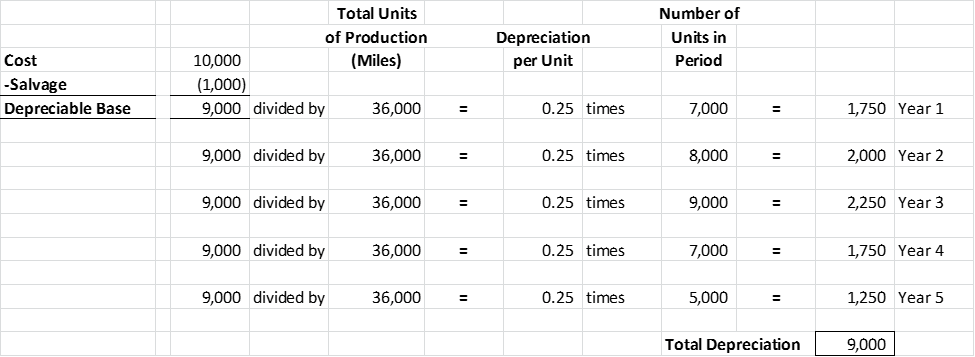 Total Units Number of
of Production Depreciation Units in
Cost 10,000 (Miles) per Unit Period
-Salvage (1,000)
Depreciable Base 9,000 divided by 36,000 = 0.25 times 7,000 = 1,750 Year 1
9,000 divided by 36,000 = 0.25 times 8,000 = 2,000 Year 2
9,000 divided by 36,000 = 0.25 times 9,000 = 2,250 Year 3
9,000 divided by 36,000 = 0.25 times 7,000 = 1,750 Year 4
9,000 divided by 36,000 = 0.25 times 5,000 = 1,250 Year 5
Total Depreciation 9,000